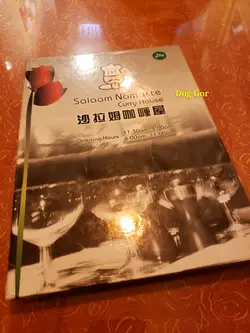 Dog Gor
Salaam Namaste
Curry House
沙拉姆咖喱屋
Opening Hours